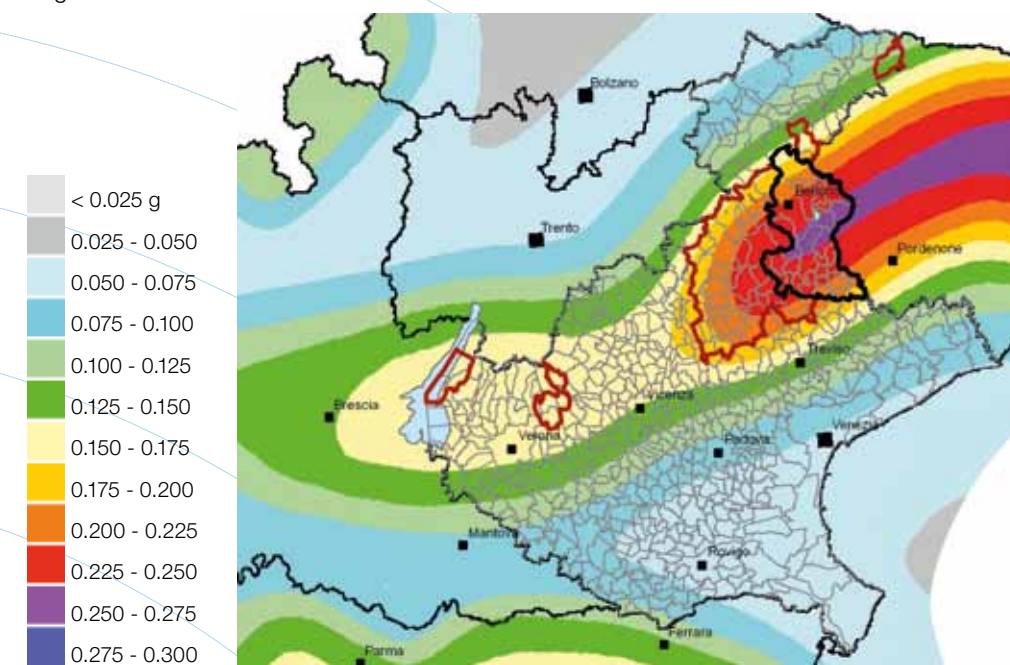 < 0.025 g
0.025 - 0.050
0.050 - 0.075
0.075 - 0.100
0.100 - 0.125
0.125 - 0.150
0.150 - 0.175
0.175 - 0.200
0.200 - 0.225
0.225 - 0.250
0.250 - 0.275
0.275 - 0.300
Bolzano
Belluno
Trento
Pordenone
Treviso
Brescia
Vicenza
Verona
Padova
Venezia
Mantova
Rovigo
Ferrara
Parma